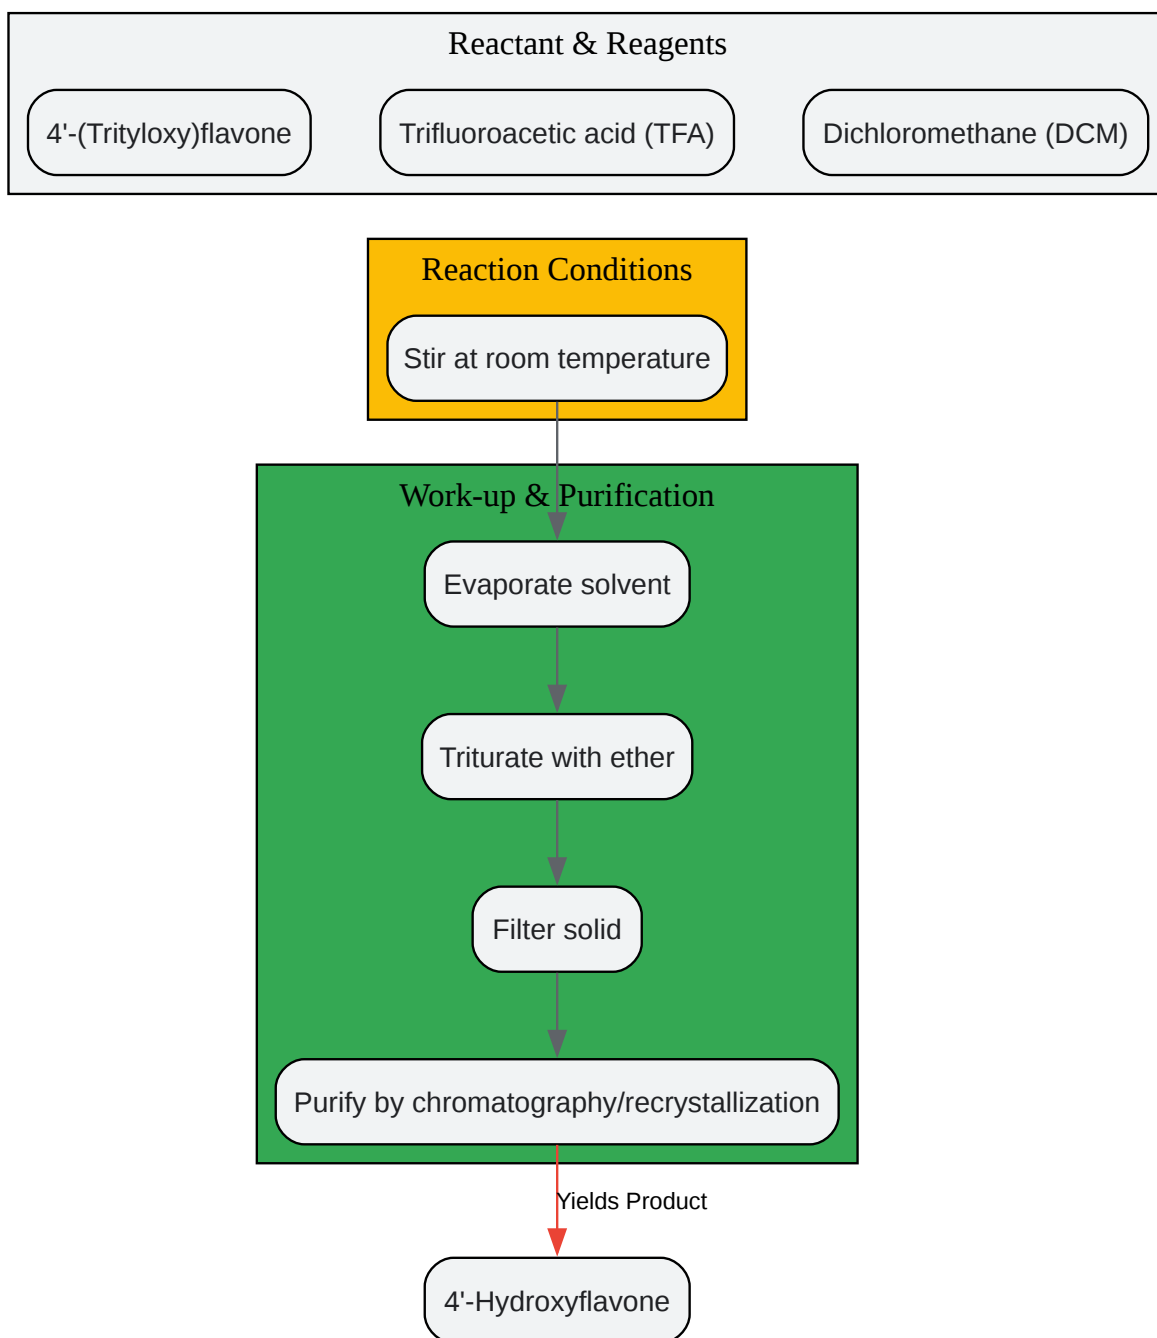 Reactant & Reagents
4'-(Trityloxy)flavone
Trifluoroacetic acid (TFA)
Dichloromethane (DCM)
Reaction Conditions
Stir at room temperature
Work-up & Purification
Evaporate solvent
Triturate with ether
Filter solid
Purify by chromatography/recrystallization
Yields Product
4'-Hydroxyflavone